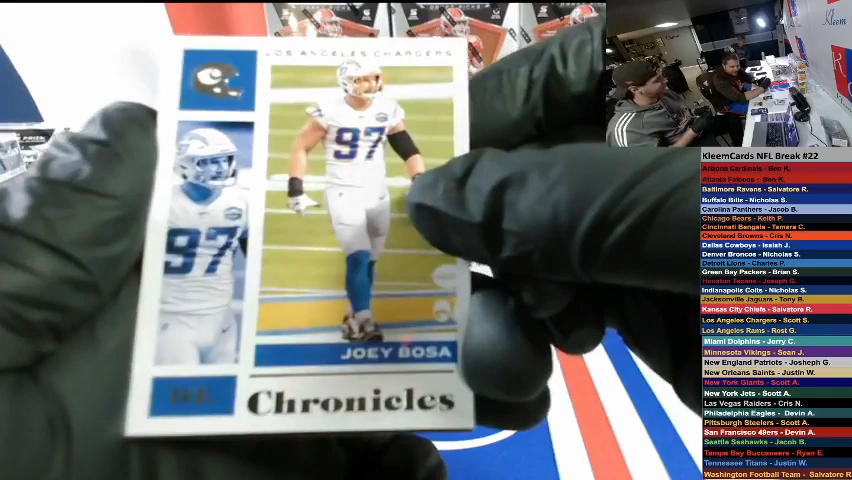 LOS ANGELES CHARGERS
97
97
JOEY BOSA
DE
Chronicles
Kleem
KleemCards NFL Break #22
Arizona Cardinals - Ben K.
Atlanta Falcons - Ben K.
Baltimore Ravens - Salvatore R.
Buffalo Bills - Nicholas S.
Carolina Panthers - Jacob B.
Chicago Bears - Keith P.
Cincinnati Bengals - Tamara C.
Cleveland Browns - Cris N.
Dallas Cowboys - Isaiah J.
Denver Broncos - Nicholas S.
Detroit Lions - Charles P.
Green Bay Packers - Brian S.
Houston Texans - Joseph G.
Indianapolis Colts - Nicholas S.
Jacksonville Jaguars - Tony B.
Kansas City Chiefs - Salvatore R.
Los Angeles Chargers - Scott S.
Los Angeles Rams - Rost G.
Miami Dolphins - Jerry C.
Minnesota Vikings - Sean J.
New England Patriots - Josheph G.
New Orleans Saints - Justin W.
New York Giants - Scott A.
New York Jets - Scott A.
Las Vegas Raiders - Cris N.
Philadelphia Eagles - Devin A.
Pittsburgh Steelers - Scott A.
San Francisco 49ers - Devin A.
Seattle Seahawks - Jacob B.
Tampa Bay Buccaneers - Ryan E.
Tennessee Titans - Justin W.
Washington Football Team - Salvatore R